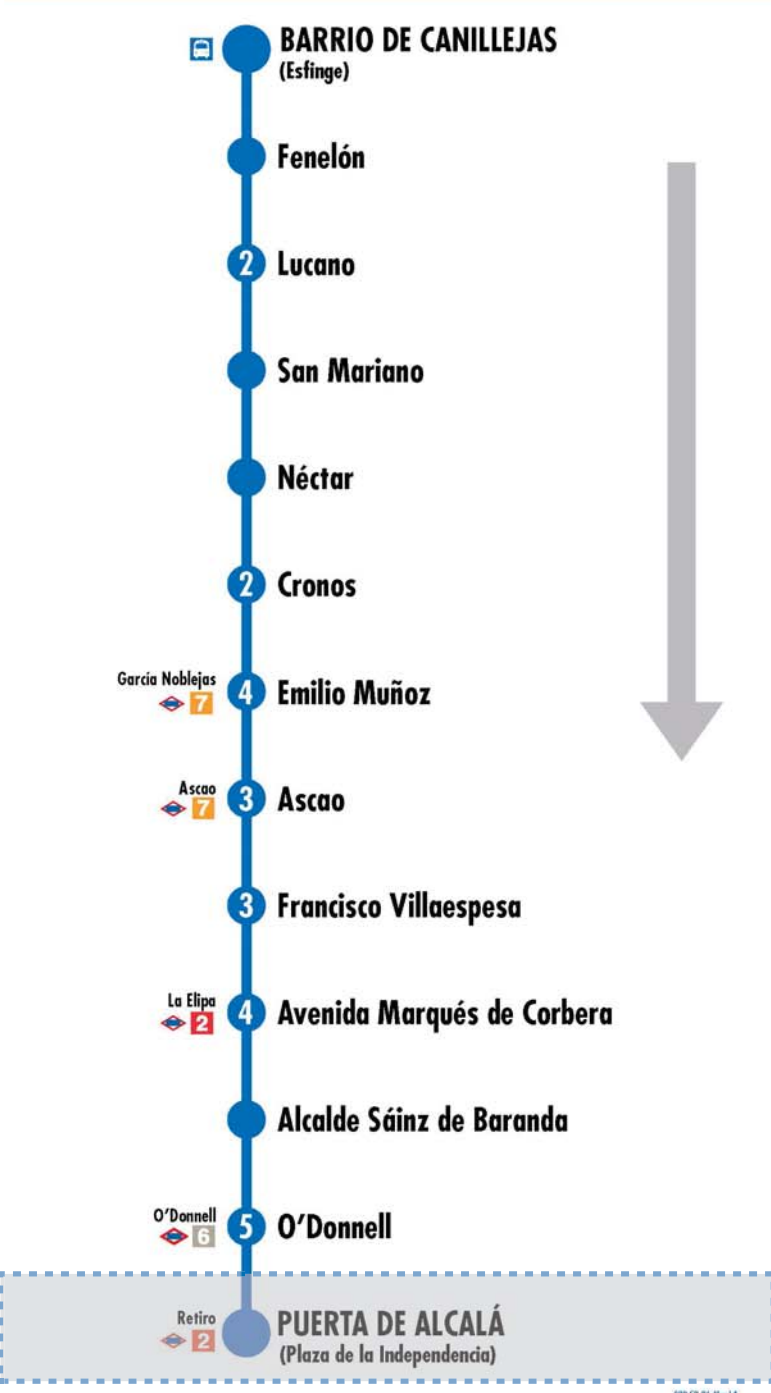 BARRIO DE CANILLEJAS
(Esfinge)
Fenelón
2 Lucano
San Mariano
Néctar
2 Cronos
García Noblejas
7
4 Emilio Muñoz
Ascao
7
3 Ascao
3 Francisco Villaespesa
La Elipa
2
4 Avenida Marqués de Corbera
Alcalde Sáinz de Baranda
O'Donnell
6
5 O'Donnell
Retiro
2
PUERTA DE ALCALÁ
(Plaza de la Independencia)